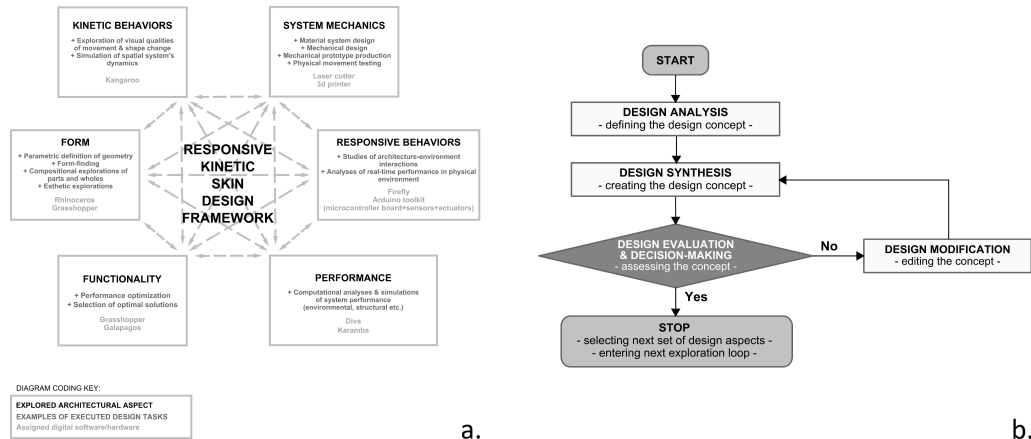 KINETIC BEHAVIORS
+ Exploration of visual qualities
of movement & shape change
+ Simulation of spatial system's
dynamics
Kangaroo
SYSTEM MECHANICS
+ Material system design
+ Mechanical design
+ Mechanical prototype production
+ Physical movement testing
Laser cutter
3d printer
FORM
+ Parametric definition of geometry
+ Form-finding
+ Compositional explorations of
parts and wholes
+ Esthetic explorations
Rhinoceros
Grasshopper
RESPONSIVE
KINETIC
SKIN
DESIGN
FRAMEWORK
RESPONSIVE BEHAVIORS
+ Studies of architecture-environment
interactions
+ Analyses of real-time performance in physical
environment
Firefly
Arduino toolkit
(microcontroller board+sensors+actuators)
FUNCTIONALITY
+ Performance optimization
+ Selection of optimal solutions
Grasshopper
Galapagos
PERFORMANCE
+ Computational analyses & simulations
of system performance
(environmental, structural etc.)
Diva
Karamba
DIAGRAM CODING KEY:
EXPLORED ARCHITECTURAL ASPECT
EXAMPLES OF EXECUTED DESIGN TASKS
Assigned digital software/hardware
a.
START
DESIGN ANALYSIS
- defining the design concept -
DESIGN SYNTHESIS
- creating the design concept -
DESIGN EVALUATION
& DECISION-MAKING
- assessing the concept -
No
DESIGN MODIFICATION
- editing the concept -
Yes
STOP
- selecting next set of design aspects -
- entering next exploration loop -
b.